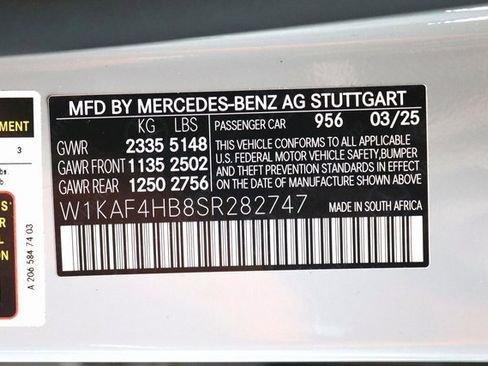 MFD BY MERCEDES-BENZ AG STUTTGART
KG LBS
PASSENGER CAR 956 03/25
GVWR 2335 5148
GAWR FRONT 1135 2502
GAWR REAR 1250 2756
THIS VEHICLE CONFORMS TO ALL APPLICABLE
U.S. FEDERAL MOTOR VEHICLE SAFETY,BUMPER
AND THEFT PREVENTION STANDARDS IN EFFECT
ON THE DATE OF MANUFACTURE SHOWN ABOVE
W1KAF4HB8SR282747
MADE IN SOUTH AFRICA
MENT
3
lbs.
A 206 584 74 03
ION